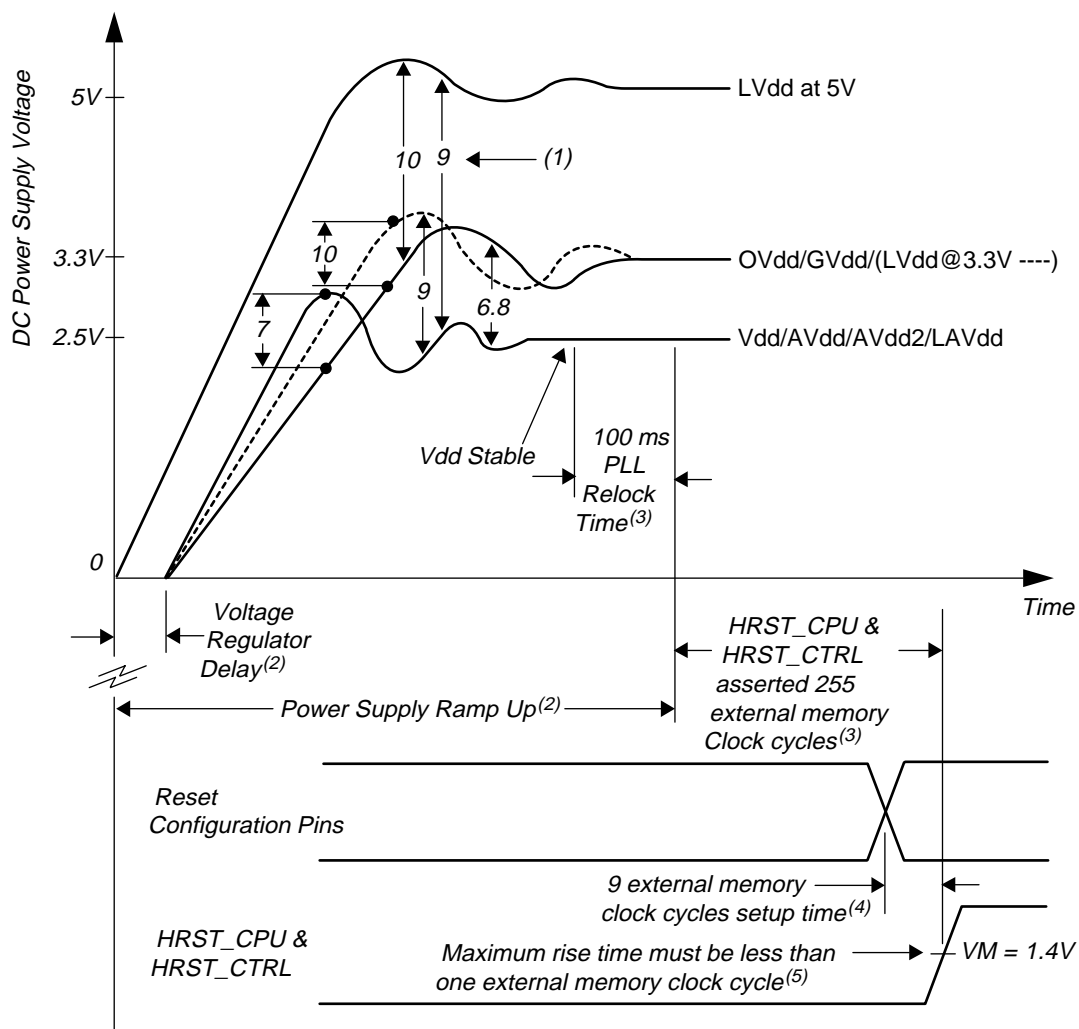 DC Power Supply Voltage
5V
3.3V
2.5V
0
LVdd at 5V
10
9
(1)
10
9
6.8
7
OVdd/GVdd/(LVdd@3.3V ----)
Vdd/AVdd/AVdd2/LAVdd
Vdd Stable
100 ms
PLL
Relock
Time(3)
Time
Voltage
Regulator
Delay(2)
Power Supply Ramp Up(2)
HRST_CPU &
HRST_CTRL
asserted 255
external memory
Clock cycles(3)
Reset
Configuration Pins
9 external memory
clock cycles setup time(4)
HRST_CPU &
HRST_CTRL
Maximum rise time must be less than
one external memory clock cycle(5)
VM = 1.4V